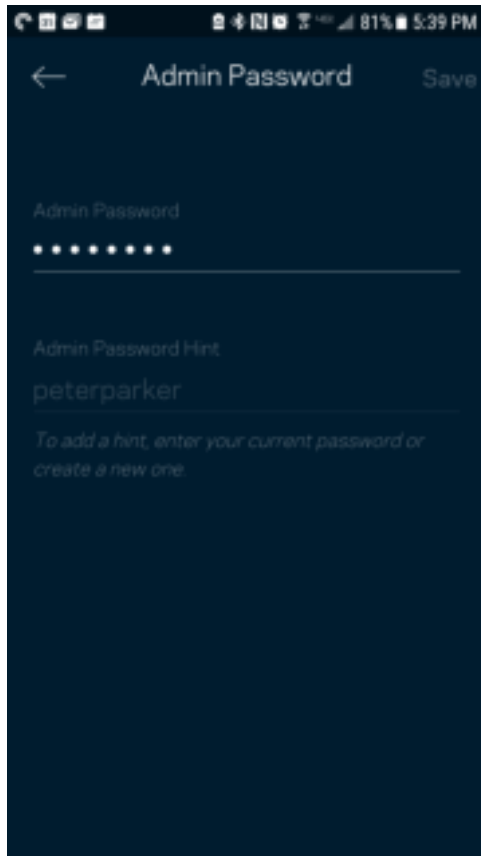 81% 5:39 PM
Admin Password Save
Admin Password
••••••••
Admin Password Hint
peterparker
To add a hint, enter your current password or
create a new one.